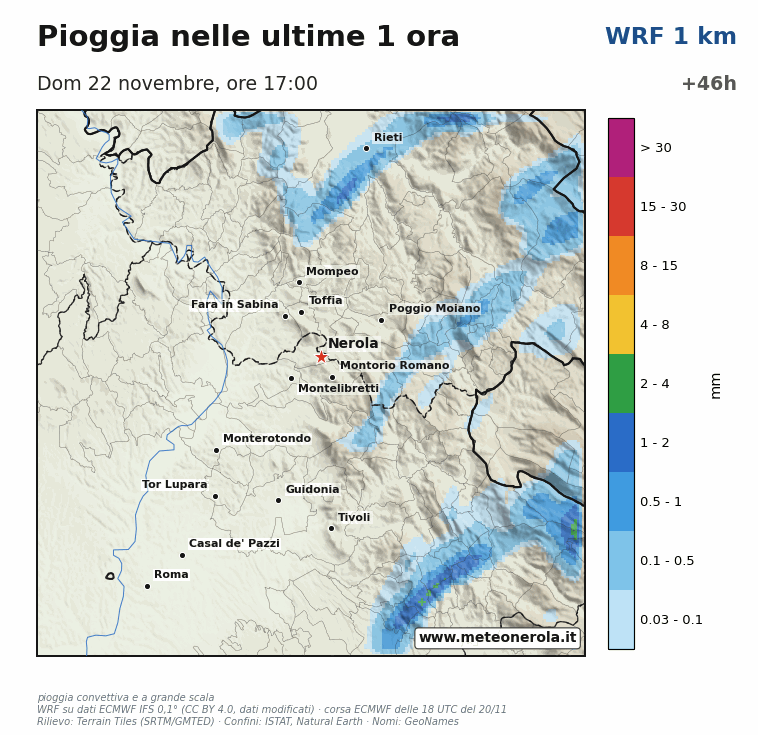 Pioggia nelle ultime 1 ora
WRF 1 km
Dom 22 novembre, ore 17:00
+46h
Rieti
Mompeo
Fara in Sabina
Toffia
Poggio Moiano
Nerola
Montorio Romano
Montelibretti
Monterotondo
Tor Lupara
Guidonia
Tivoli
Casal de' Pazzi
Roma
www.meteonerola.it
> 30
15 - 30
8 - 15
4 - 8
2 - 4
1 - 2
0.5 - 1
0.1 - 0.5
0.03 - 0.1
mm
pioggia convettiva e a grande scala
WRF su dati ECMWF IFS 0,1° (CC BY 4.0, dati modificati) · corsa ECMWF delle 18 UTC del 20/11
Rilievo: Terrain Tiles (SRTM/GMTED) · Confini: ISTAT, Natural Earth · Nomi: GeoNames